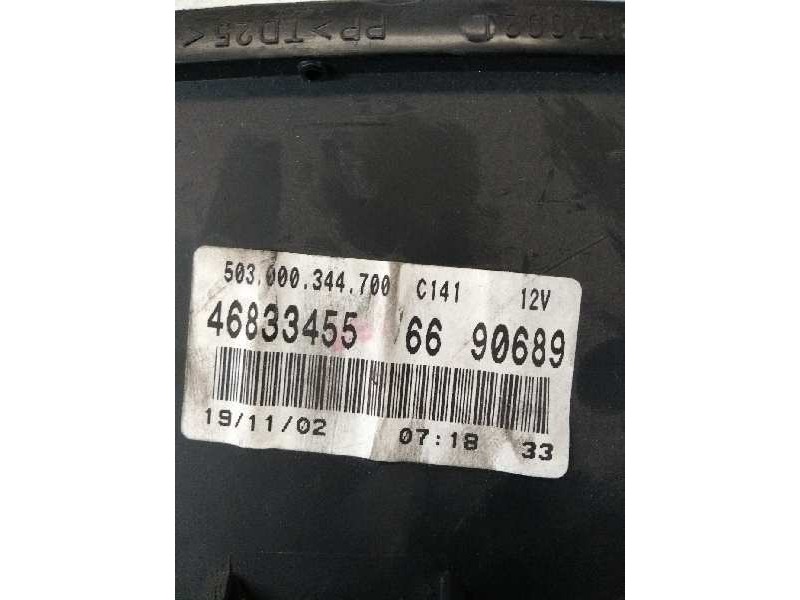 >PP>TD25<
503.000.344.700 C141 12V
46833455 66 90689
19/11/02 07:18 33